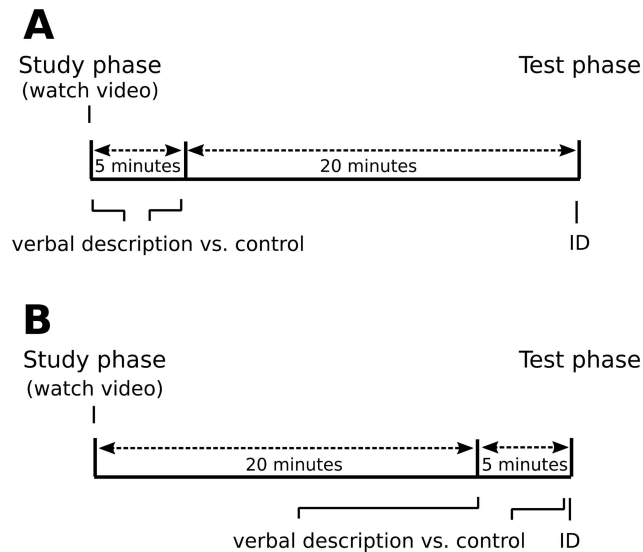 A
Study phase Test phase
(watch video)
5 minutes 20 minutes
verbal description vs. control ID
B
Study phase Test phase
(watch video)
20 minutes 5 minutes
verbal description vs. control ID